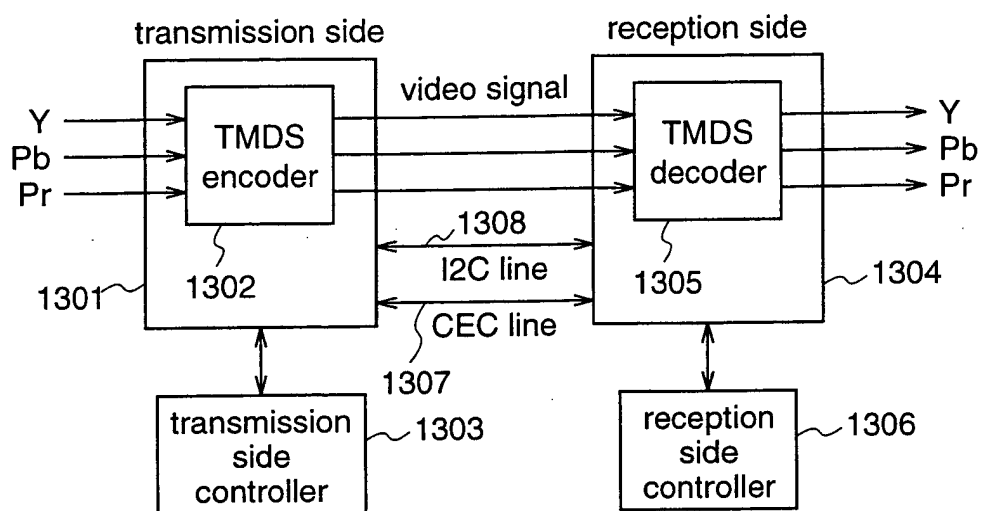 transmission side
reception side
video signal
Y
Pb
Pr
TMDS
encoder
TMDS
decoder
Y
Pb
Pr
1308
I2C line
1301
1302
1305
1304
CEC line
1307
transmission
side
controller
1303
reception
side
controller
1306